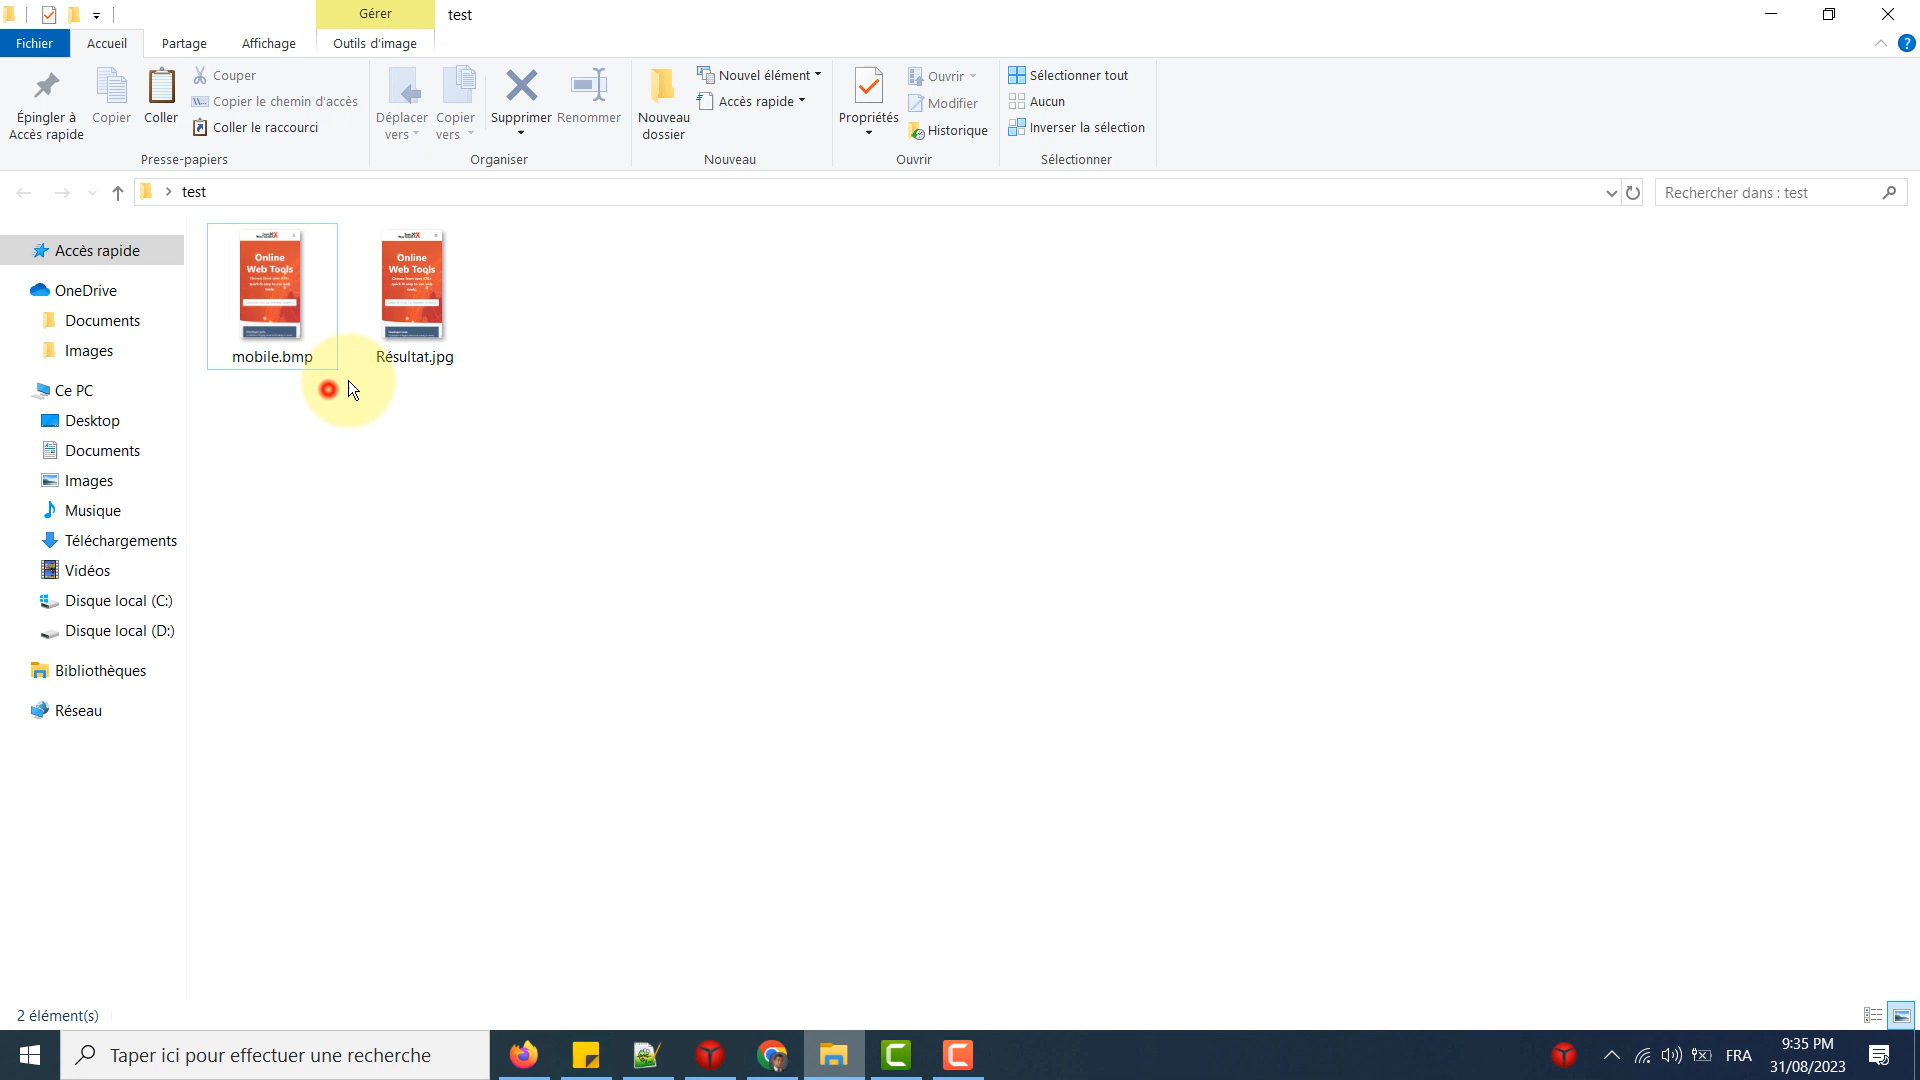 Gérer
test
Fichier
Accueil
Partage
Affichage
Outils d'image
Épingler à
Accès rapide
Copier
Coller
Couper
Copier le chemin d'accès
Coller le raccourci
Presse-papiers
Déplacer
vers
Copier
vers
Supprimer
Renommer
Organiser
Nouveau
dossier
Nouvel élément
Accès rapide
Nouveau
Propriétés
Ouvrir
Modifier
Historique
Ouvrir
Sélectionner tout
Aucun
Inverser la sélection
Sélectionner
test
Rechercher dans : test
Accès rapide
OneDrive
Documents
Images
Ce PC
Desktop
Documents
Images
Musique
Téléchargements
Vidéos
Disque local (C:)
Disque local (D:)
Bibliothèques
Réseau
Online
Web Tools
mobile.bmp
Online
Web Tools
Résultat.jpg
2 élément(s)
Taper ici pour effectuer une recherche
FRA
9:35 PM
31/08/2023